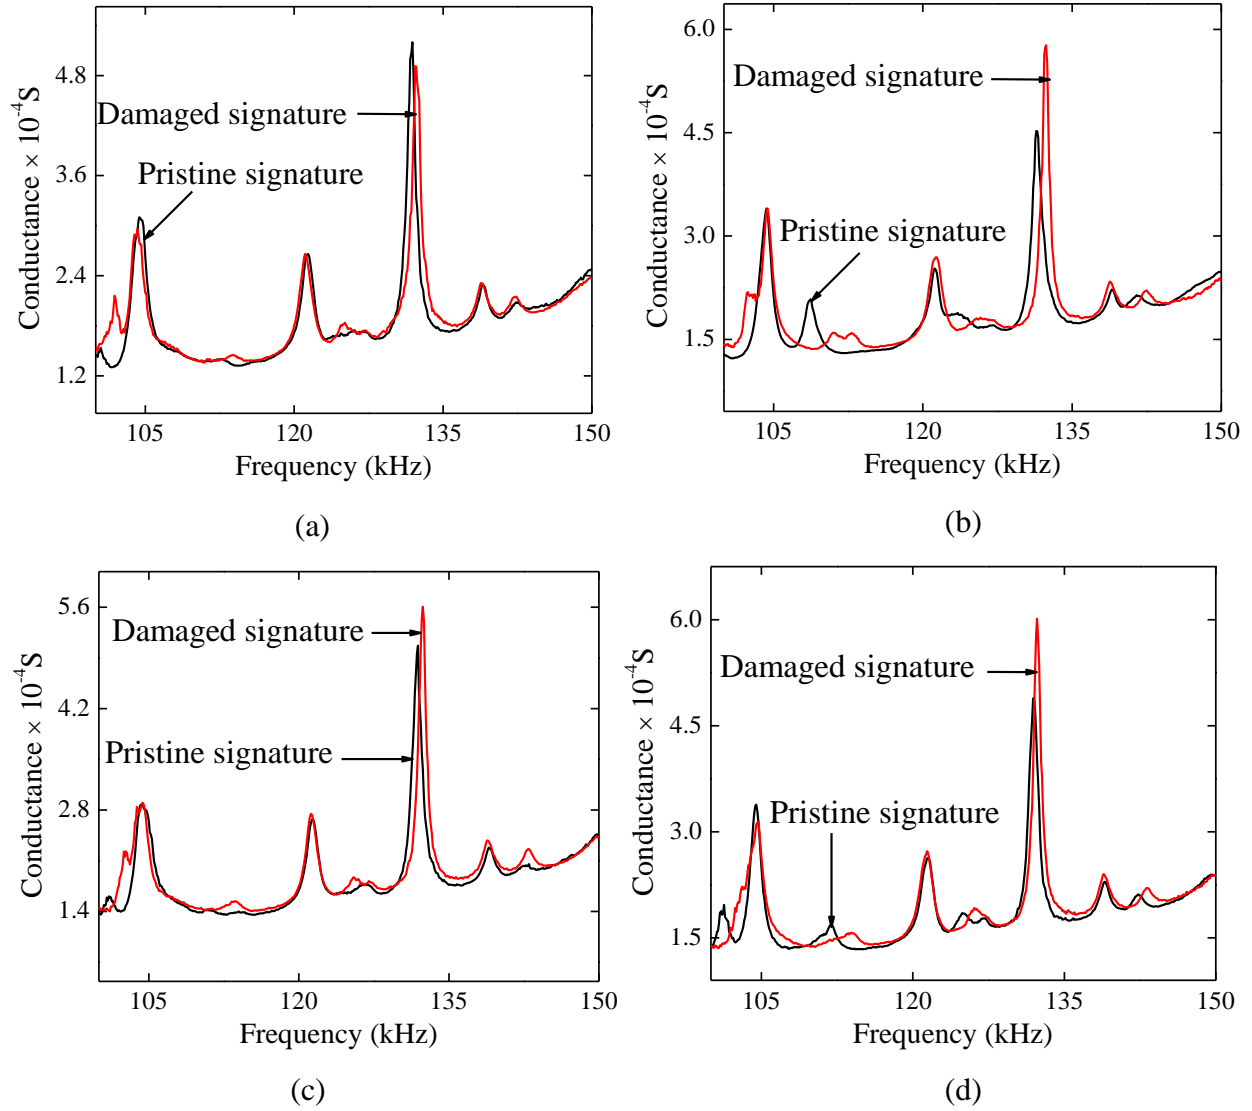 4.8
3.6
2.4
1.2
Conductance × 10⁻⁴S
Damaged signature
Pristine signature
105 120 135 150
Frequency (kHz)
(a)
6.0
4.5
3.0
1.5
Conductance × 10⁻⁴S
Damaged signature
Pristine signature
105 120 135 150
Frequency (kHz)
(b)
5.6
4.2
2.8
1.4
Conductance × 10⁻⁴S
Damaged signature
Pristine signature
105 120 135 150
Frequency (kHz)
(c)
6.0
4.5
3.0
1.5
Conductance × 10⁻⁴S
Damaged signature
Pristine signature
105 120 135 150
Frequency (kHz)
(d)